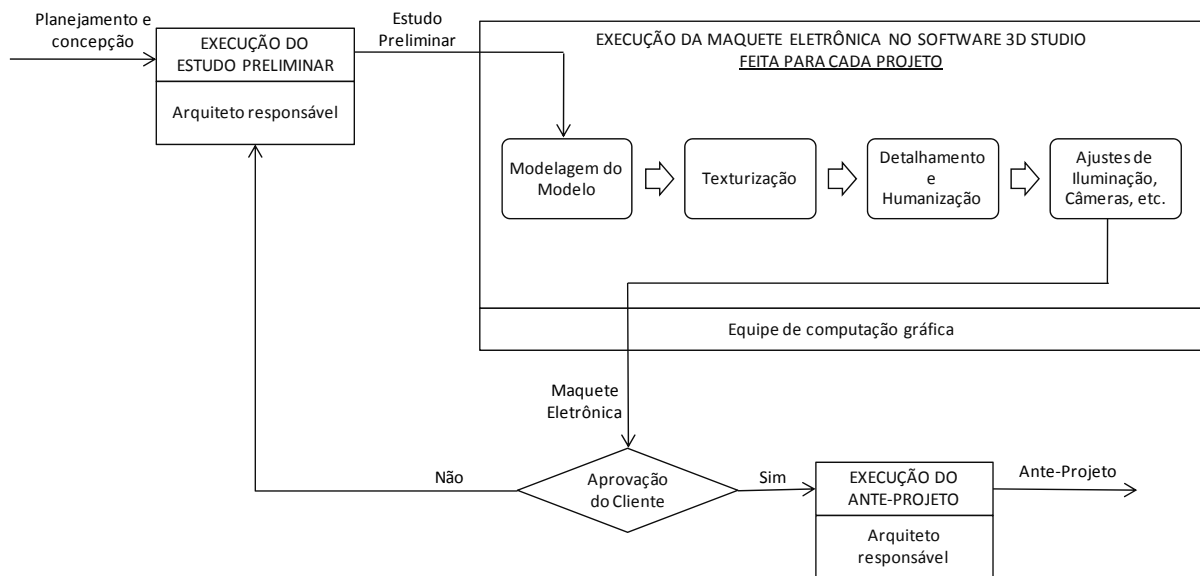 Planejamento e
concepção
EXECUÇÃO DO
ESTUDO PRELIMINAR
Arquiteto responsável
Estudo
Preliminar
EXECUÇÃO DA MAQUETE ELETRÔNICA NO SOFTWARE 3D STUDIO
FEITA PARA CADA PROJETO
Modelagem do
Modelo
Texturização
Detalhamento
e
Humanização
Ajustes de
Iluminação,
Câmeras, etc.
Equipe de computação gráfica
Maquete
Eletrônica
Não
Aprovação
do Cliente
Sim
EXECUÇÃO DO
ANTE-PROJETO
Arquiteto
responsável
Ante-Projeto